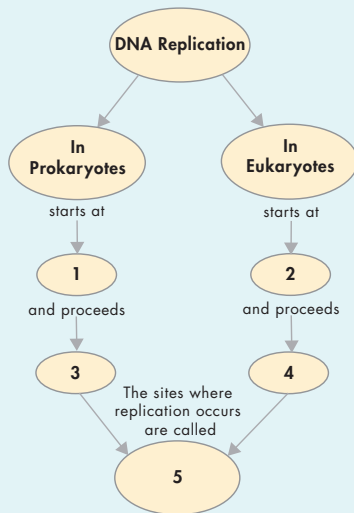 DNA Replication
In
Prokaryotes
In
Eukaryotes
starts at
starts at
1
2
and proceeds
and proceeds
3
4
The sites where
replication occurs
are called
5